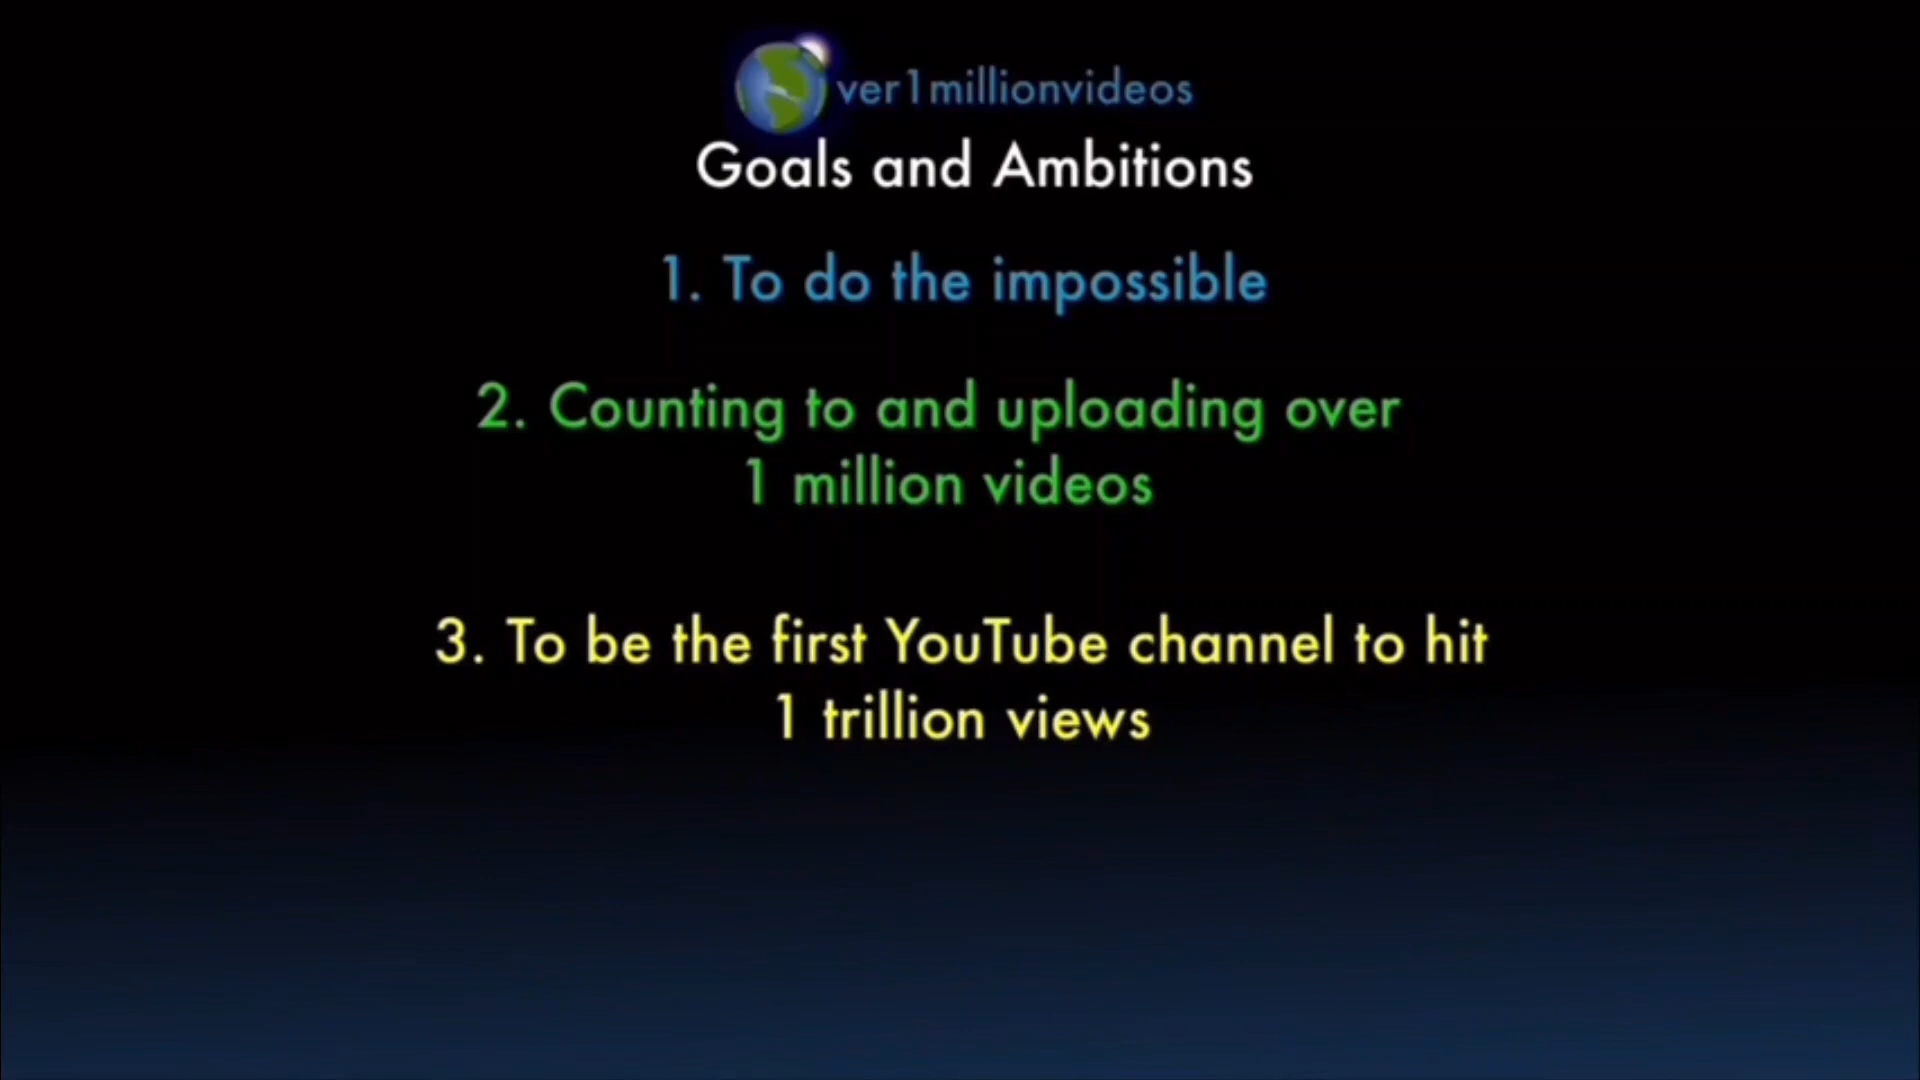 ver1millionvideos
Goals and Ambitions
1. To do the impossible
2. Counting to and uploading over
1 million videos
3. To be the first YouTube channel to hit
1 trillion views